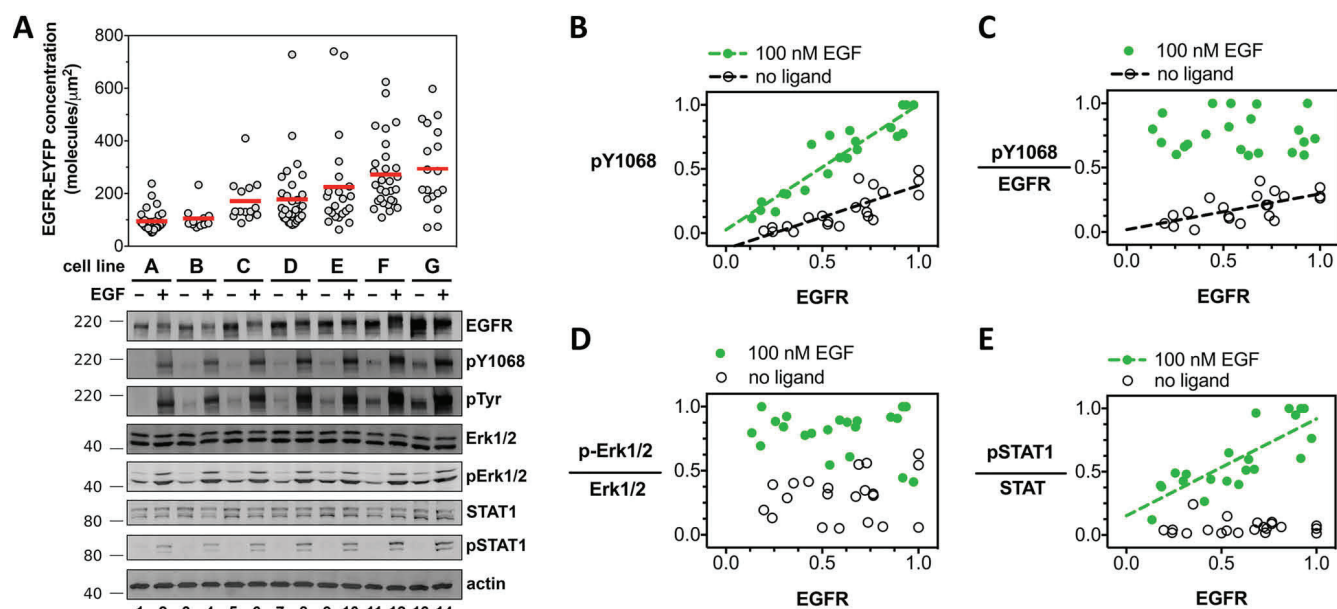 A
EGFR-EYFP concentration
(molecules/μm²)
800
600
400
200
0
cell line A B C D E F G
EGF – + – + – + – + – + – + – +
220 EGFR
220 pY1068
220 pTyr
40 Erk1/2
40 pErk1/2
80 STAT1
80 pSTAT1
40 actin
B
100 nM EGF
no ligand
pY1068
1.0
0.5
0.0
0.0 0.5 1.0
EGFR
C
100 nM EGF
no ligand
pY1068
EGFR
1.0
0.5
0.0
0.0 0.5 1.0
EGFR
D
100 nM EGF
no ligand
p-Erk1/2
Erk1/2
1.0
0.5
0.0
0.0 0.5 1.0
EGFR
E
100 nM EGF
no ligand
pSTAT1
STAT
1.0
0.5
0.0
0.0 0.5 1.0
EGFR